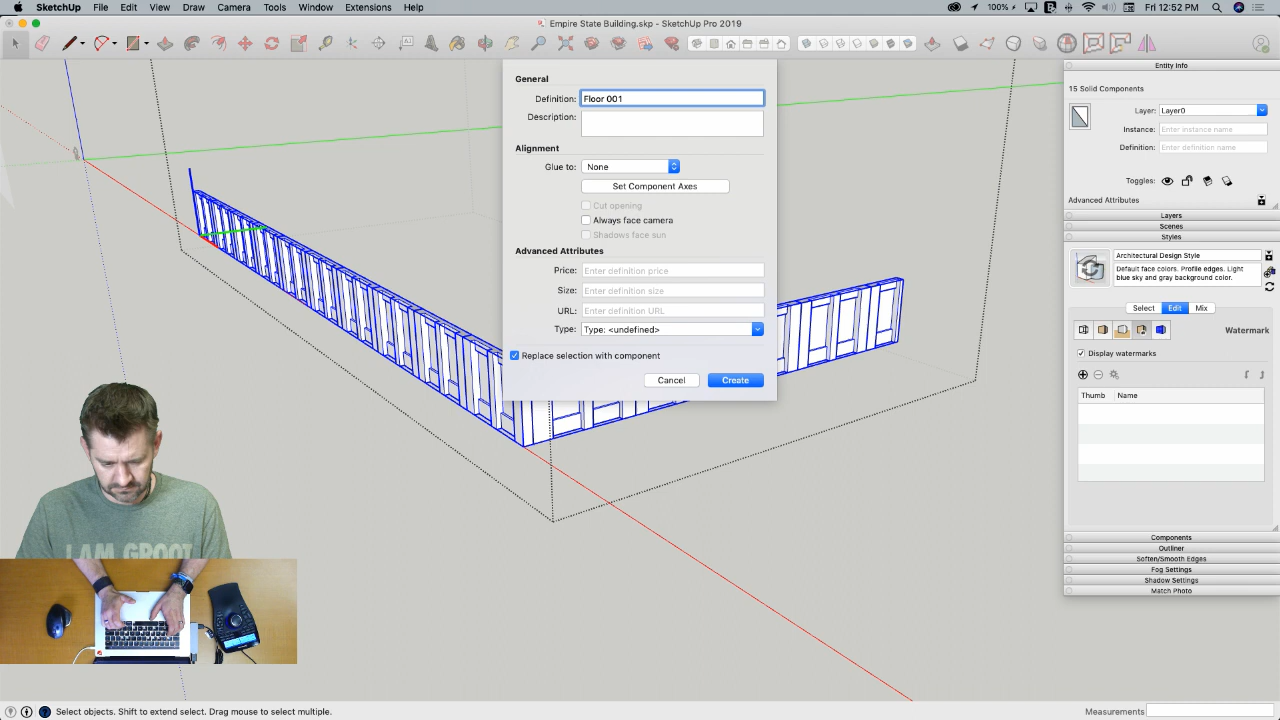 SketchUp File Edit View Draw Camera Tools Window Extensions Help
100% Fri 12:52 PM
Empire State Building.skp - SketchUp Pro 2019
General
Definition: Floor 001
Description:
Alignment
Glue to: None
Set Component Axes
Cut opening
Always face camera
Shadows face sun
Advanced Attributes
Price: Enter definition price
Size: Enter definition size
URL: Enter definition URL
Type: Type: <undefined>
Replace selection with component
Cancel Create
Entity Info
15 Solid Components
Layer: Layer0
Instance: Enter instance name
Definition: Enter definition name
Toggles:
Advanced Attributes
Layers
Scenes
Styles
Architectural Design Style
Default face colors. Profile edges. Light
blue sky and gray background color.
Select Edit Mix
Watermark
Display watermarks
Thumb Name
Components
Outliner
Soften/Smooth Edges
Fog Settings
Shadow Settings
Match Photo
I AM GROOT
Select objects. Shift to extend select. Drag mouse to select multiple.
Measurements